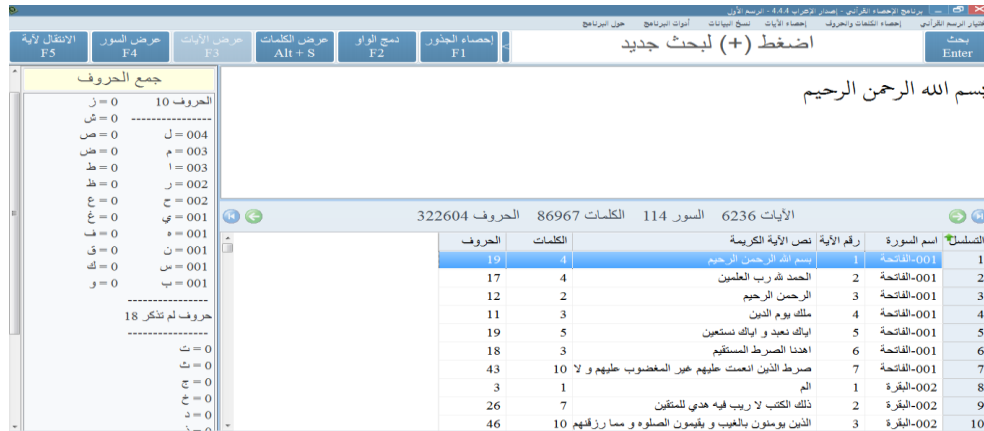 برنامج الإحصاء القرآني - إصدار الإطراب 4.4.4 - الرسم الأول
اختيار الرسم القرآني إحصاء الكلمات والحروف إحصاء الأيات نسخ البيانات أدوات البرنامج حول البرنامج
بحث Enter
اضغط (+) لبحث جديد
إحصاء الجذور F1
دمج الواو F2
عرض الكلمات Alt + S
عرض الأيات F3
عرض السور F4
الانتقال لآية F5
بسم الله الرحمن الرحيم
الآيات 6236 السور 114 الكلمات 86967 الحروف 322604
التسلسل اسم السورة رقم الآية نص الآية الكريمة الكلمات الحروف
1 001-الفاتحة 1 بسم الله الرحمن الرحيم 4 19
2 001-الفاتحة 2 الحمد لله رب العلمين 4 17
3 001-الفاتحة 3 الرحمن الرحيم 2 12
4 001-الفاتحة 4 ملك يوم الدين 3 11
5 001-الفاتحة 5 اياك نعبد و اياك نستعين 5 19
6 001-الفاتحة 6 اهدنا الصرط المستقيم 3 18
7 001-الفاتحة 7 صرط الذين انعمت عليهم غير المغضوب عليهم و لا 10 43
8 002-البقرة 1 الم 1 3
9 002-البقرة 2 ذلك الكتب لا ريب فيه هدي للمتقين 7 26
10 002-البقرة 3 الذين يومنون بالغيب و يقيمون الصلوه و مما رزقنهم 10 46
جمع الحروف
الحروف 10
----------------
ل = 004
م = 003
ا = 003
ر = 002
ح = 002
ي = 001
ه = 001
ن = 001
س = 001
ب = 001
----------------
حروف لم تذكر 18
----------------
ت = 0
ث = 0
ج = 0
خ = 0
د = 0
ذ = 0
ز = 0
ش = 0
ص = 0
ض = 0
ط = 0
ظ = 0
ع = 0
غ = 0
ف = 0
ق = 0
ك = 0
و = 0